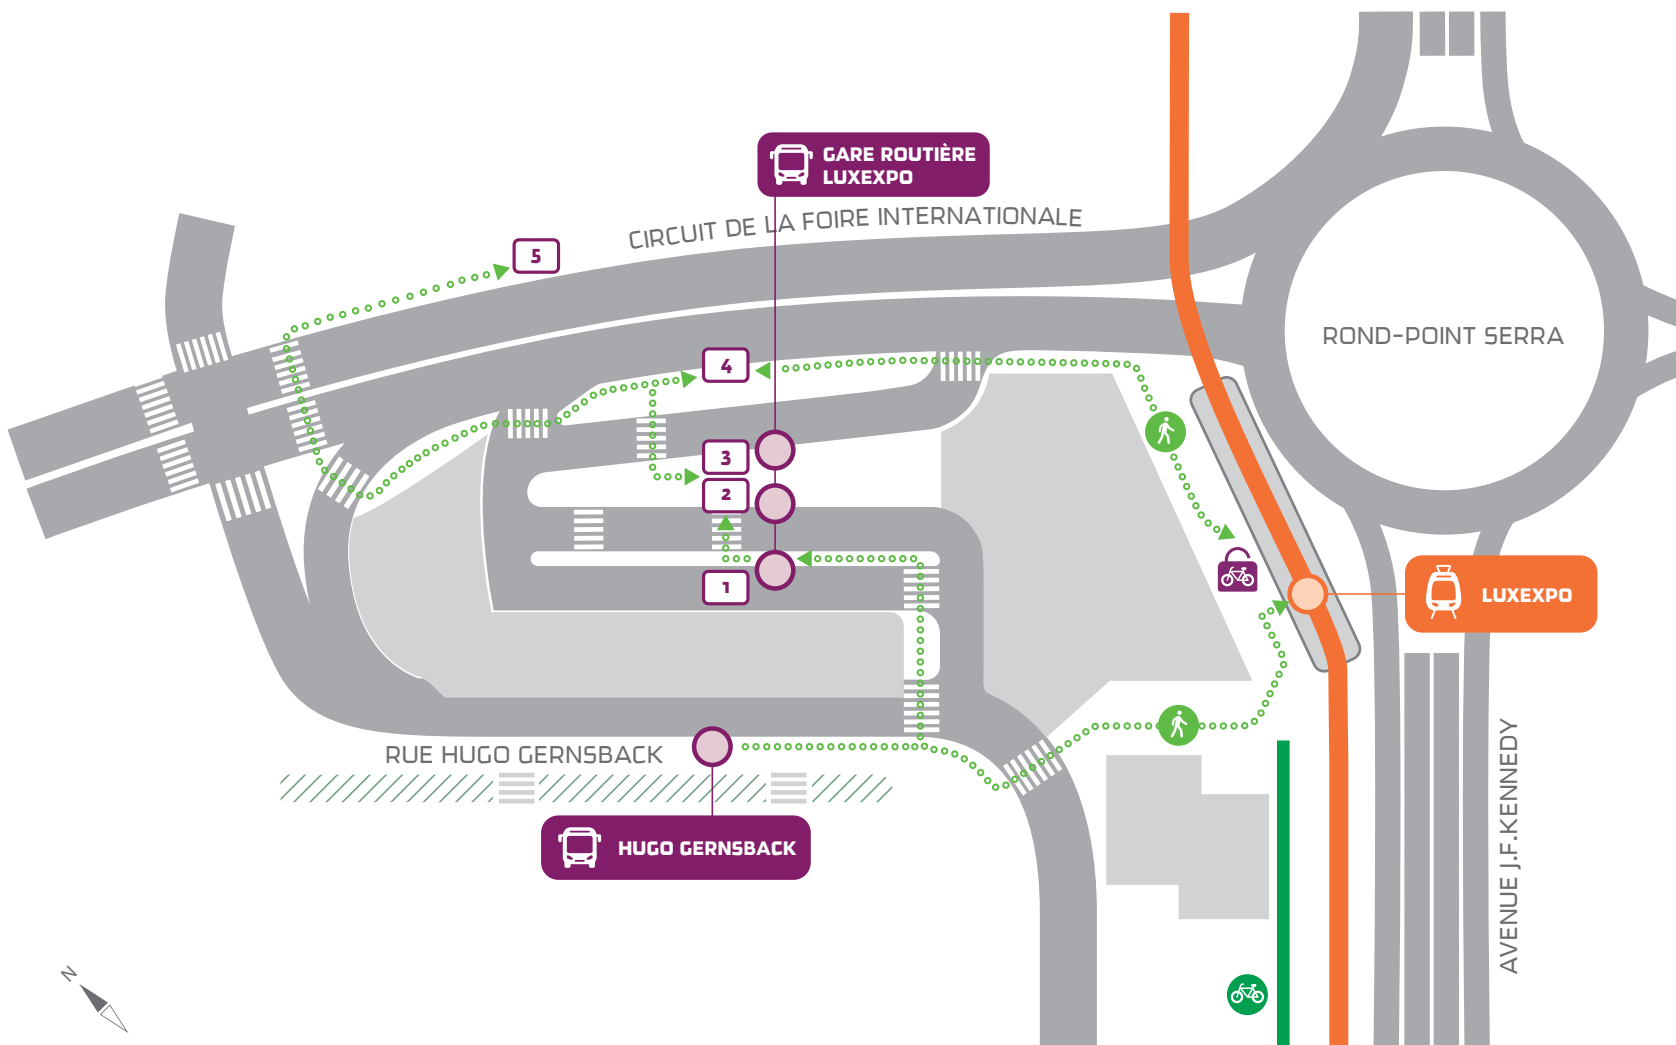 GARE ROUTIÈRE
LUXEXPO
CIRCUIT DE LA FOIRE INTERNATIONALE
5
ROND-POINT SERRA
4
3
2
1
LUXEXPO
RUE HUGO GERNSBACK
HUGO GERNSBACK
AVENUE J.F.KENNEDY
N